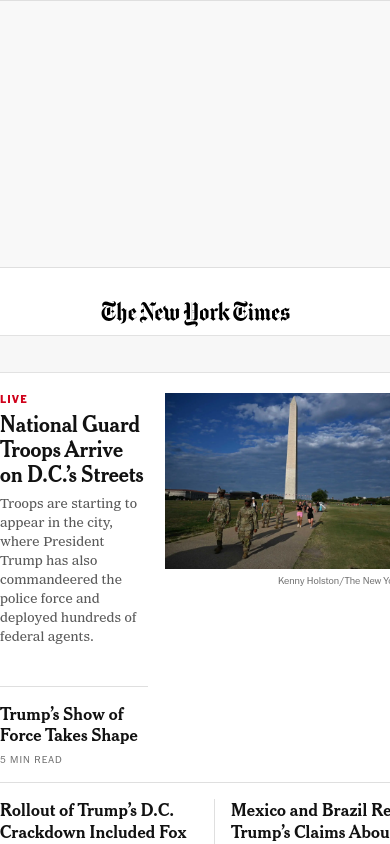 The New York Times
LIVE
National Guard
Troops Arrive
on D.C.’s Streets
Troops are starting to
appear in the city,
where President
Trump has also
commandeered the
police force and
deployed hundreds of
federal agents.
Kenny Holston/The New Yo
Trump’s Show of
Force Takes Shape
5 MIN READ
Rollout of Trump’s D.C.
Crackdown Included Fox
Mexico and Brazil Re
Trump’s Claims Abou